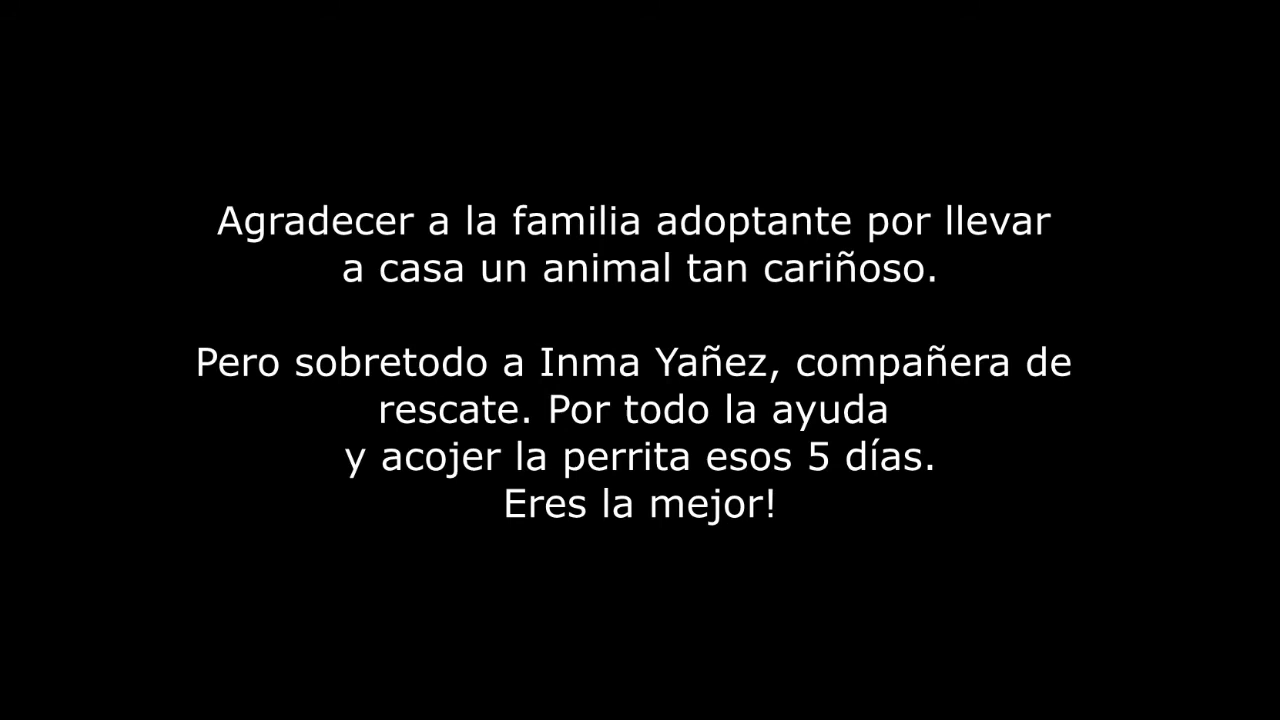 Agradecer a la familia adoptante por llevar
a casa un animal tan cariñoso.
Pero sobretodo a Inma Yañez, compañera de
rescate. Por todo la ayuda
y acojer la perrita esos 5 días.
Eres la mejor!